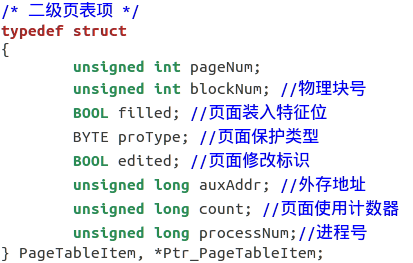 /* 二级页表项 */
typedef struct
{
unsigned int pageNum;
unsigned int blockNum; //物理块号
BOOL filled; //页面装入特征位
BYTE proType; //页面保护类型
BOOL edited; //页面修改标识
unsigned long auxAddr; //外存地址
unsigned long count; //页面使用计数器
unsigned long processNum;//进程号
} PageTableItem, *Ptr_PageTableItem;